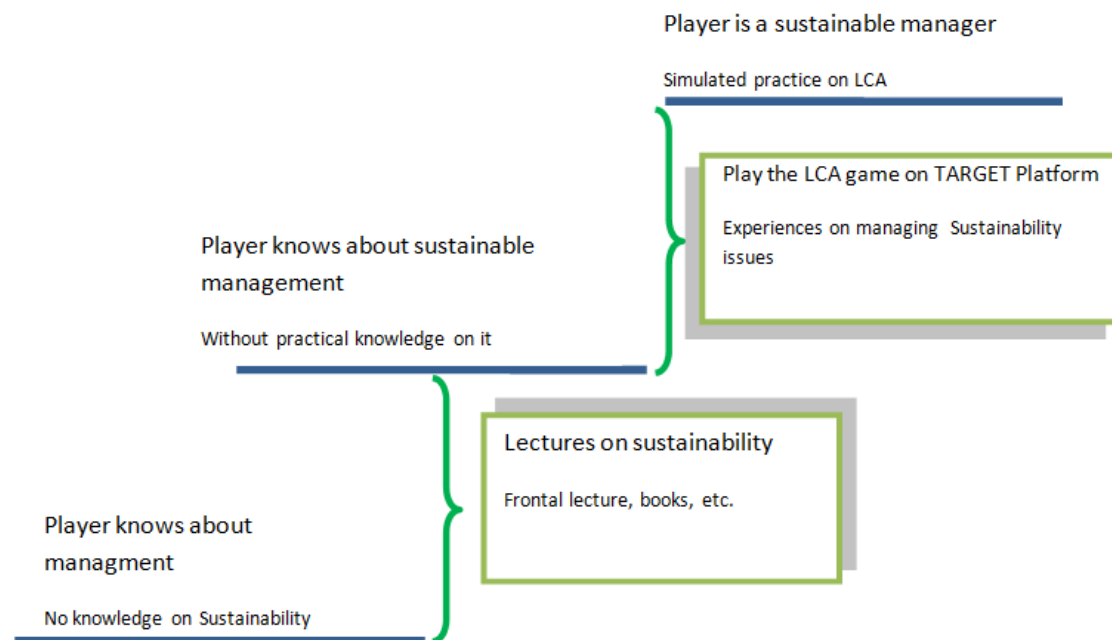 Player is a sustainable manager
Simulated practice on LCA
Play the LCA game on TARGET Platform
Experiences on managing Sustainability
issues
Player knows about sustainable
management
Without practical knowledge on it
Lectures on sustainability
Frontal lecture, books, etc.
Player knows about
managment
No knowledge on Sustainability